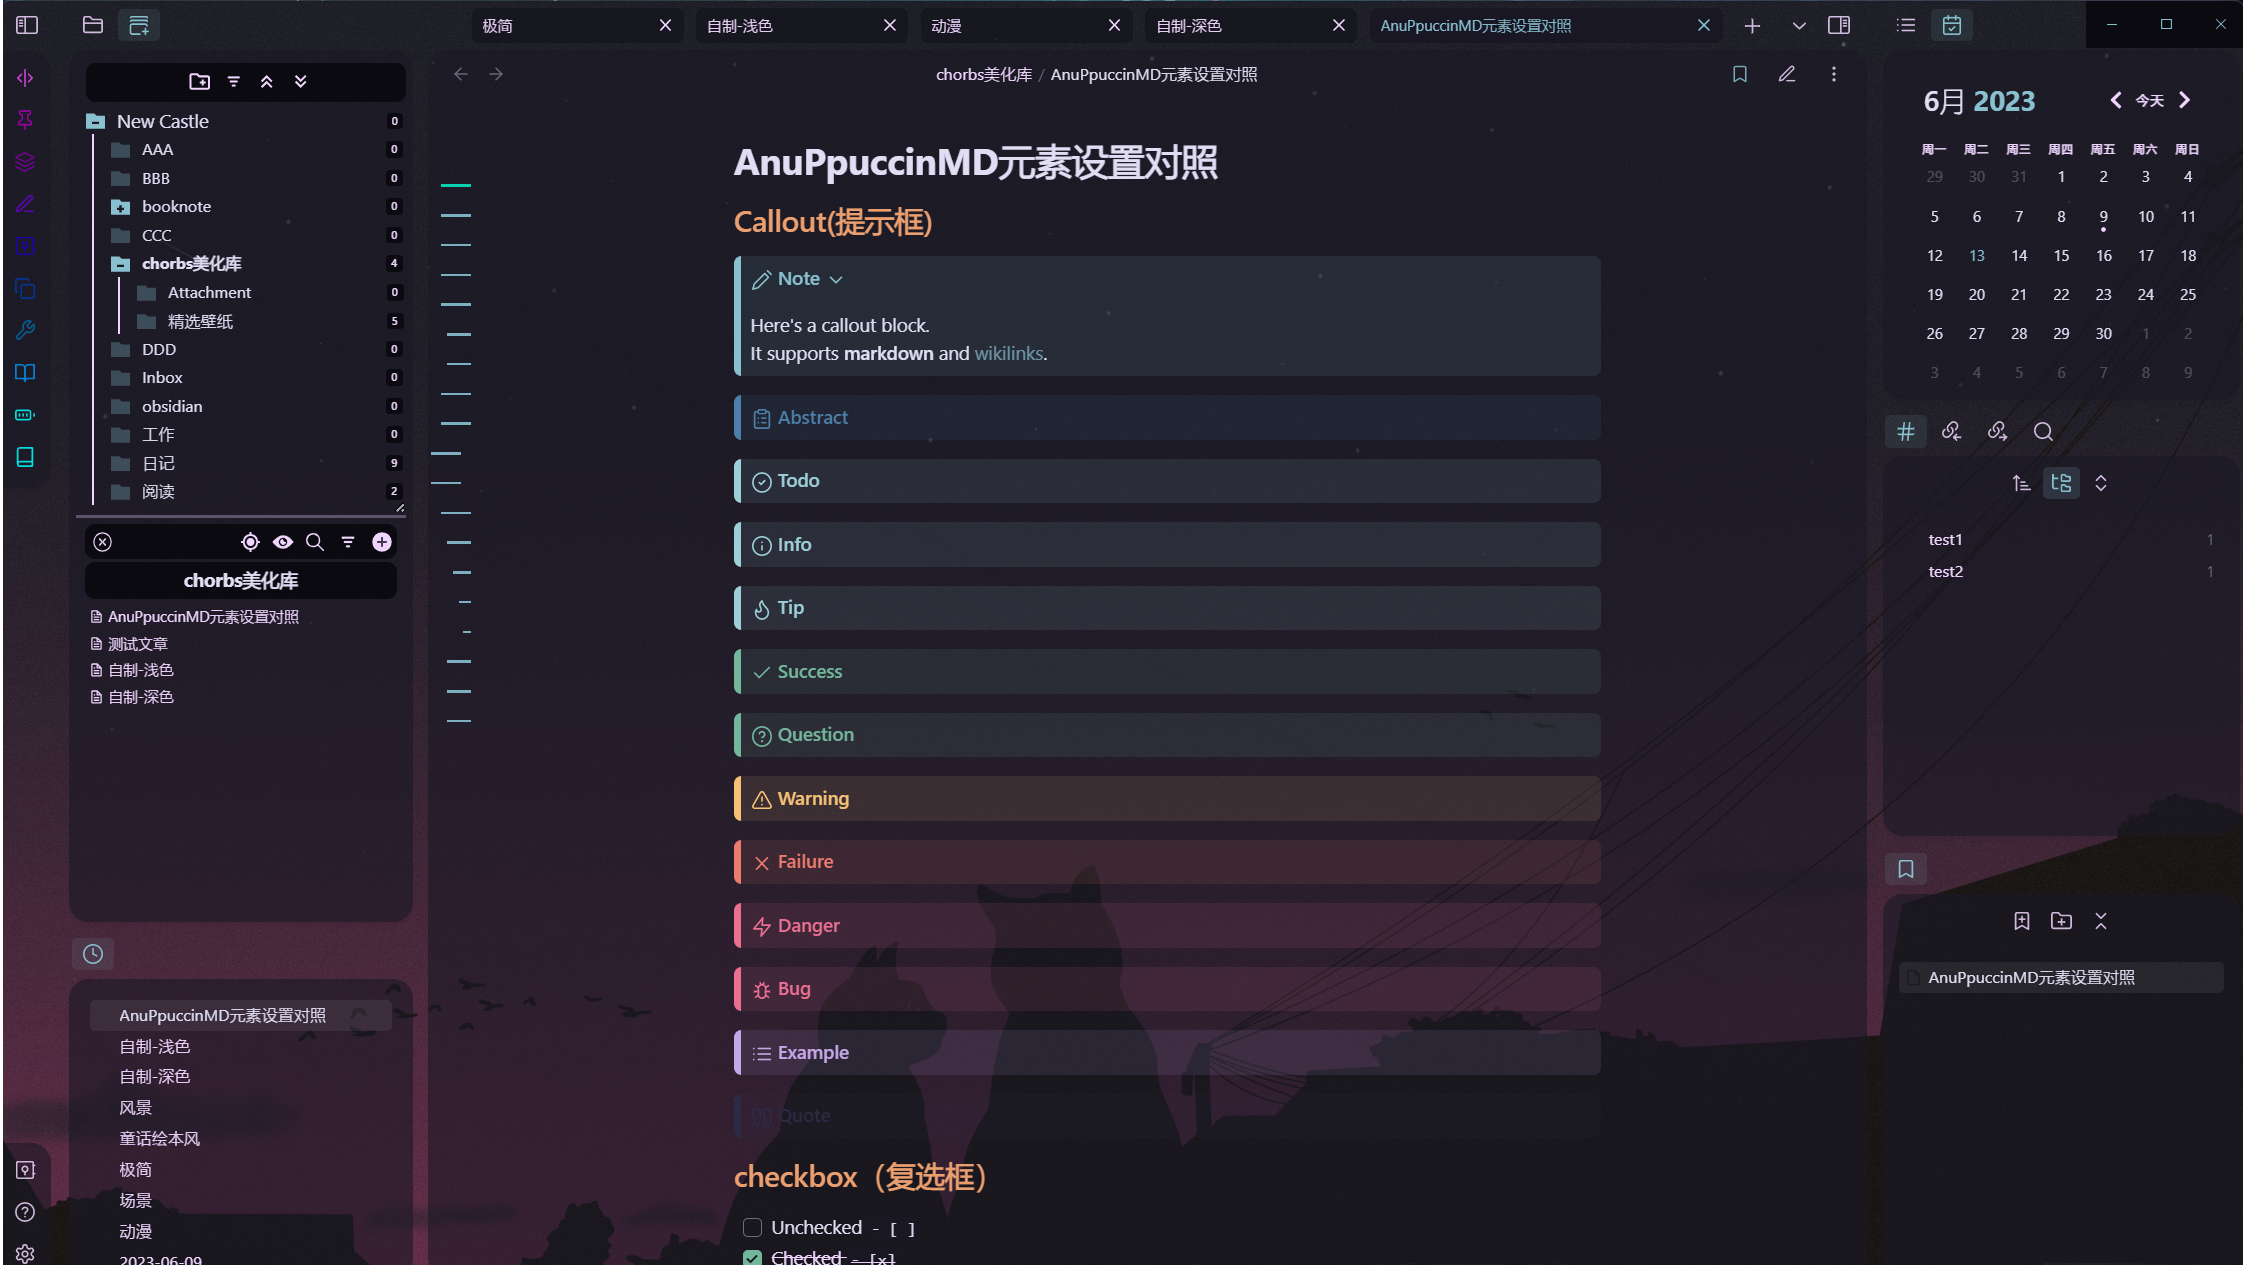 极简
自制-浅色
动漫
自制-深色
AnuPpuccinMD元素设置对照
chorbs美化库 / AnuPpuccinMD元素设置对照
New Castle 0
AAA 0
BBB 0
booknote 0
CCC 0
chorbs美化库 4
Attachment 0
精选壁纸 5
DDD 0
Inbox 0
obsidian 0
工作 0
日记 9
阅读 2
chorbs美化库
AnuPpuccinMD元素设置对照
测试文章
自制-浅色
自制-深色
AnuPpuccinMD元素设置对照
自制-浅色
自制-深色
风景
童话绘本风
极简
场景
动漫
2023-06-09
AnuPpuccinMD元素设置对照
Callout(提示框)
Note
Here's a callout block.
It supports markdown and wikilinks.
Abstract
Todo
Info
Tip
Success
Question
Warning
Failure
Danger
Bug
Example
Quote
checkbox（复选框）
Unchecked - [ ]
Checked - [x]
6月 2023 今天
周一 周二 周三 周四 周五 周六 周日
29 30 31 1 2 3 4
5 6 7 8 9 10 11
12 13 14 15 16 17 18
19 20 21 22 23 24 25
26 27 28 29 30 1 2
3 4 5 6 7 8 9
test1 1
test2 1
AnuPpuccinMD元素设置对照